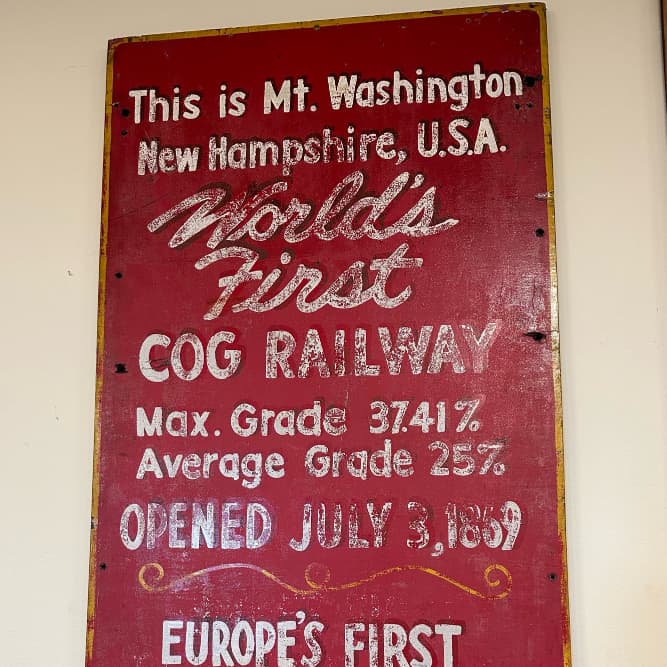 This is Mt. Washington
New Hampshire, U.S.A.
World's
First
COG RAILWAY
Max. Grade 37.41%
Average Grade 25%
OPENED JULY 3, 1869
EUROPE'S FIRST